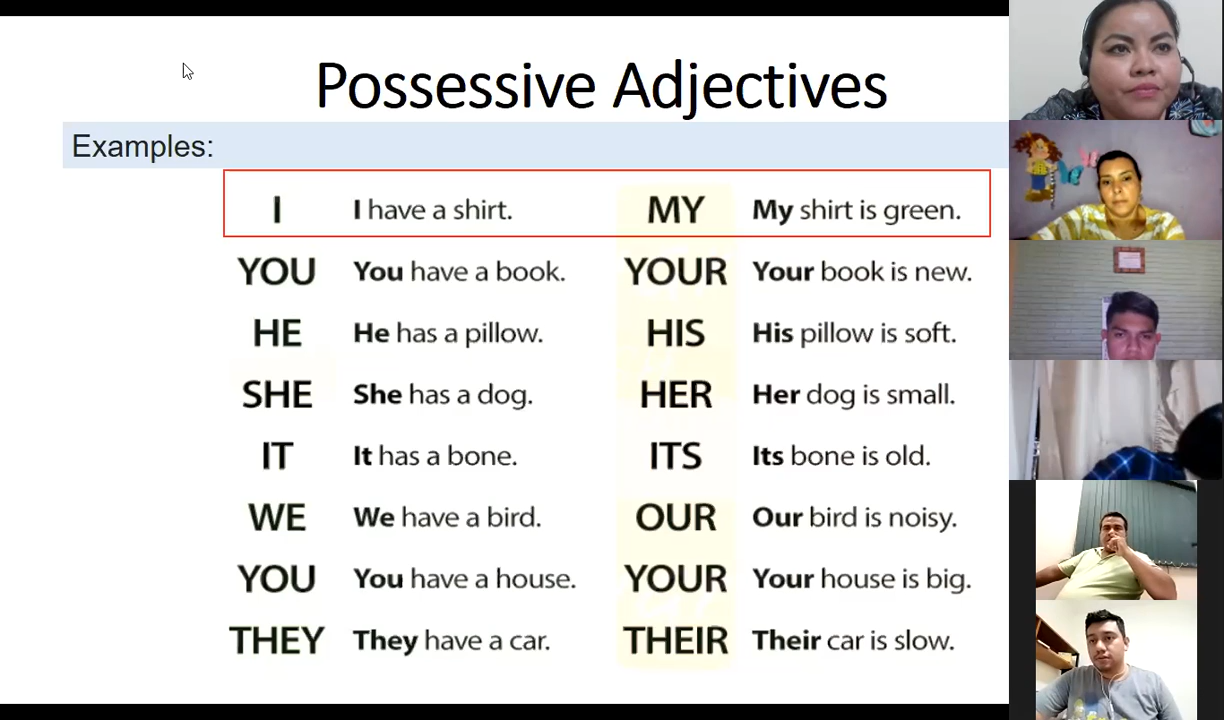 Possessive Adjectives
Examples:
I I have a shirt. MY My shirt is green.
YOU You have a book. YOUR Your book is new.
HE He has a pillow. HIS His pillow is soft.
SHE She has a dog. HER Her dog is small.
IT It has a bone. ITS Its bone is old.
WE We have a bird. OUR Our bird is noisy.
YOU You have a house. YOUR Your house is big.
THEY They have a car. THEIR Their car is slow.